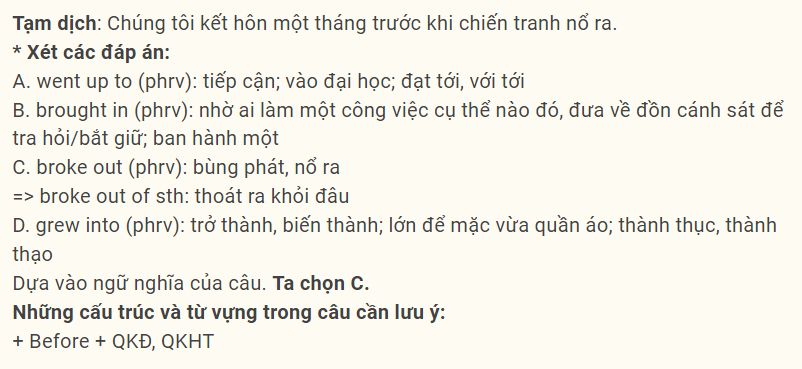 Tạm dịch: Chúng tôi kết hôn một tháng trước khi chiến tranh nổ ra.
* Xét các đáp án:
A. went up to (phrv): tiếp cận; vào đại học; đạt tới, với tới
B. brought in (phrv): nhờ ai làm một công việc cụ thể nào đó, đưa về đồn cánh sát để
tra hỏi/bắt giữ; ban hành một
C. broke out (phrv): bùng phát, nổ ra
=> broke out of sth: thoát ra khỏi đâu
D. grew into (phrv): trở thành, biến thành; lớn để mặc vừa quần áo; thành thục, thành
thạo
Dựa vào ngữ nghĩa của câu. Ta chọn C.
Những cấu trúc và từ vựng trong câu cần lưu ý:
+ Before + QKĐ, QKHT